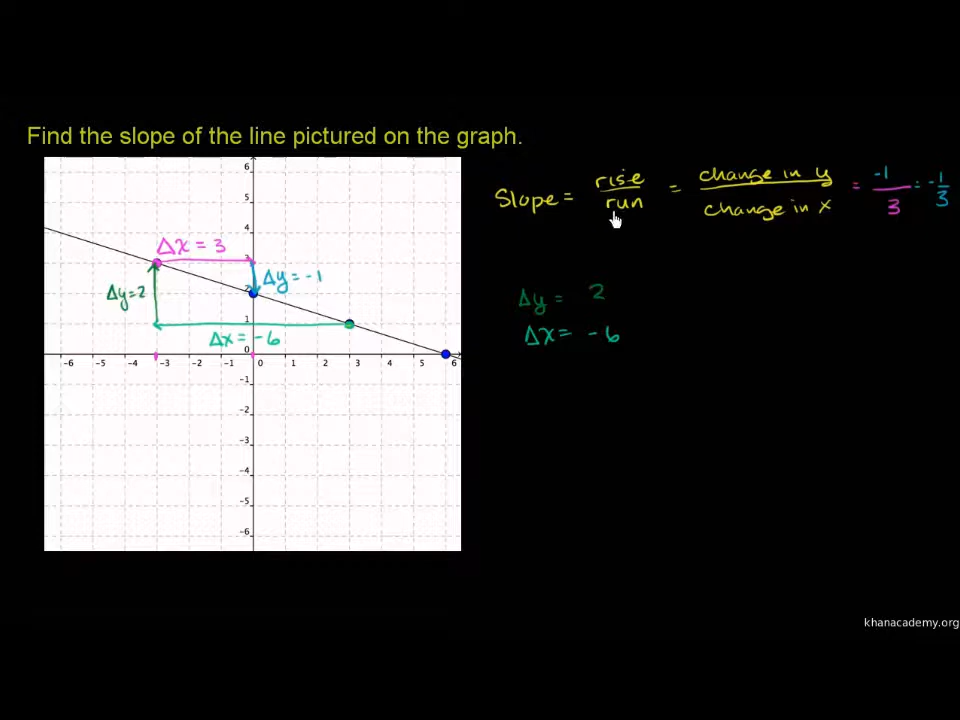 Find the slope of the line pictured on the graph.
Slope = rise/run = change in y/change in x = -1/3 = -1/3
6
5
4
3
2
1
0
-1
-2
-3
-4
-5
-6
-6 -5 -4 -3 -2 -1 0 1 2 3 4 5 6
Δx = 3
Δy = -1
Δy=2
Δx = -6
Δy = 2
Δx = -6
khanacademy.org